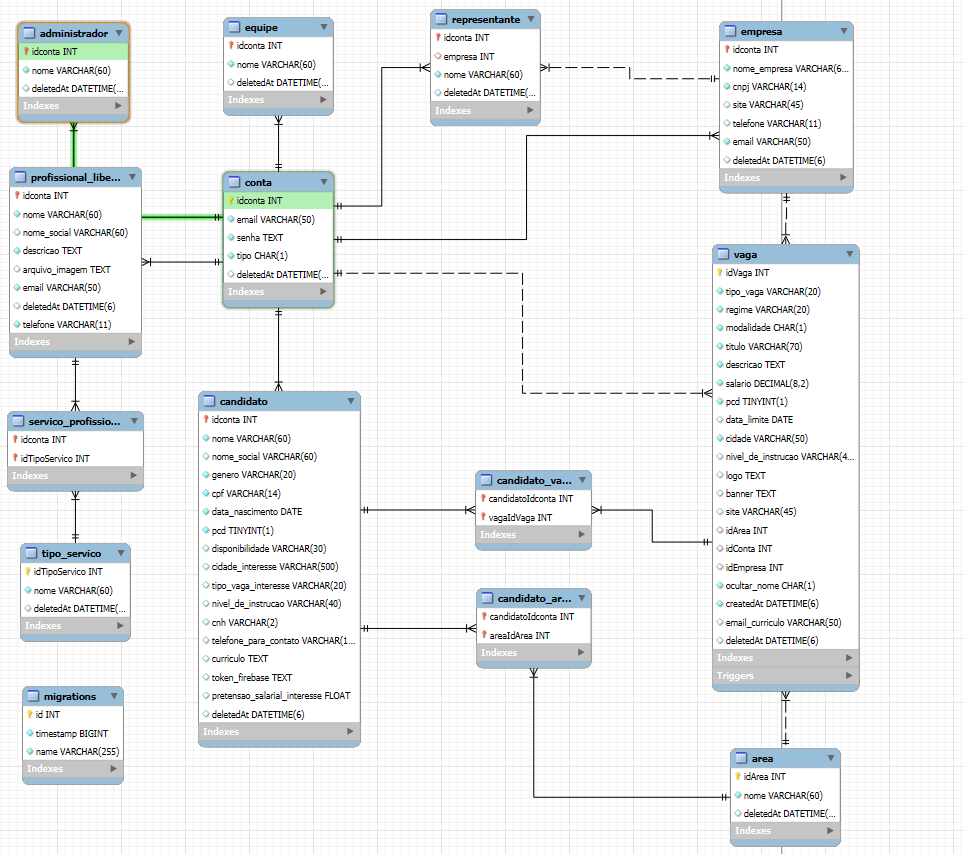 administrador
idconta INT
nome VARCHAR(60)
deletedAt DATETIME(...
Indexes
equipe
idconta INT
nome VARCHAR(60)
deletedAt DATETIME(...
Indexes
representante
idconta INT
empresa INT
nome VARCHAR(60)
deletedAt DATETIME(...
Indexes
empresa
idconta INT
nome_empresa VARCHAR(6...
cnpj VARCHAR(14)
site VARCHAR(45)
telefone VARCHAR(11)
email VARCHAR(50)
deletedAt DATETIME(6)
Indexes
profissional_libe...
idconta INT
nome VARCHAR(60)
nome_social VARCHAR(60)
descricao TEXT
arquivo_imagem TEXT
email VARCHAR(50)
deletedAt DATETIME(6)
telefone VARCHAR(11)
Indexes
conta
idconta INT
email VARCHAR(50)
senha TEXT
tipo CHAR(1)
deletedAt DATETIME(...
Indexes
vaga
idVaga INT
tipo_vaga VARCHAR(20)
regime VARCHAR(20)
modalidade CHAR(1)
titulo VARCHAR(70)
descricao TEXT
salario DECIMAL(8,2)
pcd TINYINT(1)
data_limite DATE
cidade VARCHAR(50)
nivel_de_instrucao VARCHAR(4...
logo TEXT
banner TEXT
site VARCHAR(45)
idArea INT
idConta INT
idEmpresa INT
ocultar_nome CHAR(1)
createdAt DATETIME(6)
email_curriculo VARCHAR(50)
deletedAt DATETIME(6)
Indexes
Triggers
servico_profissio...
idconta INT
idTipoServico INT
Indexes
candidato
idconta INT
nome VARCHAR(60)
nome_social VARCHAR(60)
genero VARCHAR(20)
cpf VARCHAR(14)
data_nascimento DATE
pcd TINYINT(1)
disponibilidade VARCHAR(30)
cidade_interesse VARCHAR(500)
tipo_vaga_interesse VARCHAR(20)
nivel_de_instrucao VARCHAR(40)
cnh VARCHAR(2)
telefone_para_contato VARCHAR(1...
curriculo TEXT
token_firebase TEXT
pretensao_salarial_interesse FLOAT
deletedAt DATETIME(6)
Indexes
candidato_va...
candidatoIdconta INT
vagaIdVaga INT
Indexes
tipo_servico
idTipoServico INT
nome VARCHAR(60)
deletedAt DATETIME(...
Indexes
candidato_ar...
candidatoIdconta INT
areaIdArea INT
Indexes
migrations
id INT
timestamp BIGINT
name VARCHAR(255)
Indexes
area
idArea INT
nome VARCHAR(60)
deletedAt DATETIME(...
Indexes